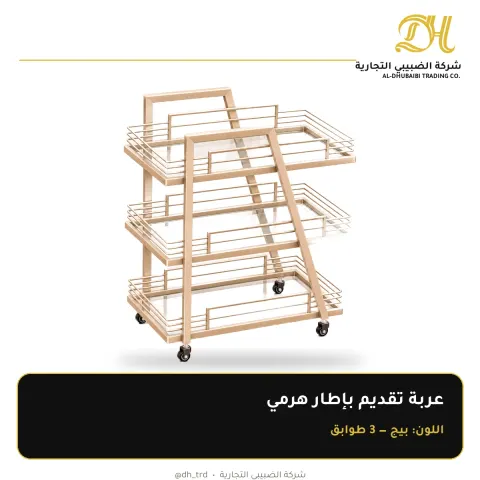 DH
شركة الضبيبي التجارية
AL-DHUBAIBI TRADING CO.
عربة تقديم بإطار هرمي
اللون: بيج – 3 طوابق
شركة الضبيبي التجارية • @dh_trd